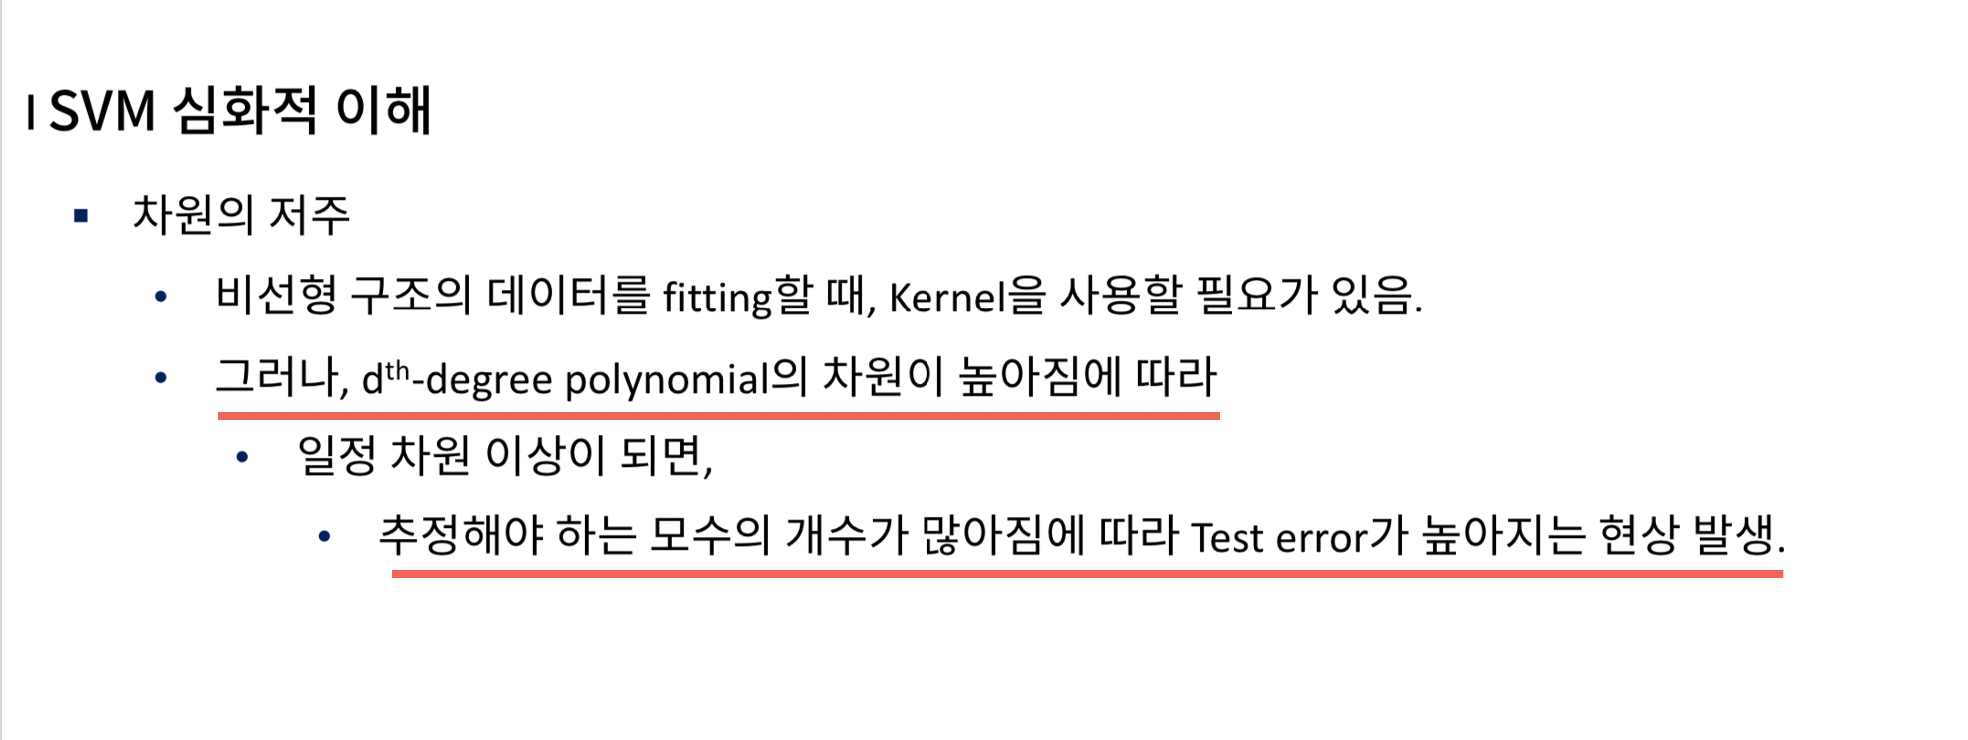 I SVM 심화적 이해
▪ 차원의 저주
• 비선형 구조의 데이터를 fitting할 때, Kernel을 사용할 필요가 있음.
• 그러나, dth-degree polynomial의 차원이 높아짐에 따라
• 일정 차원 이상이 되면,
• 추정해야 하는 모수의 개수가 많아짐에 따라 Test error가 높아지는 현상 발생.